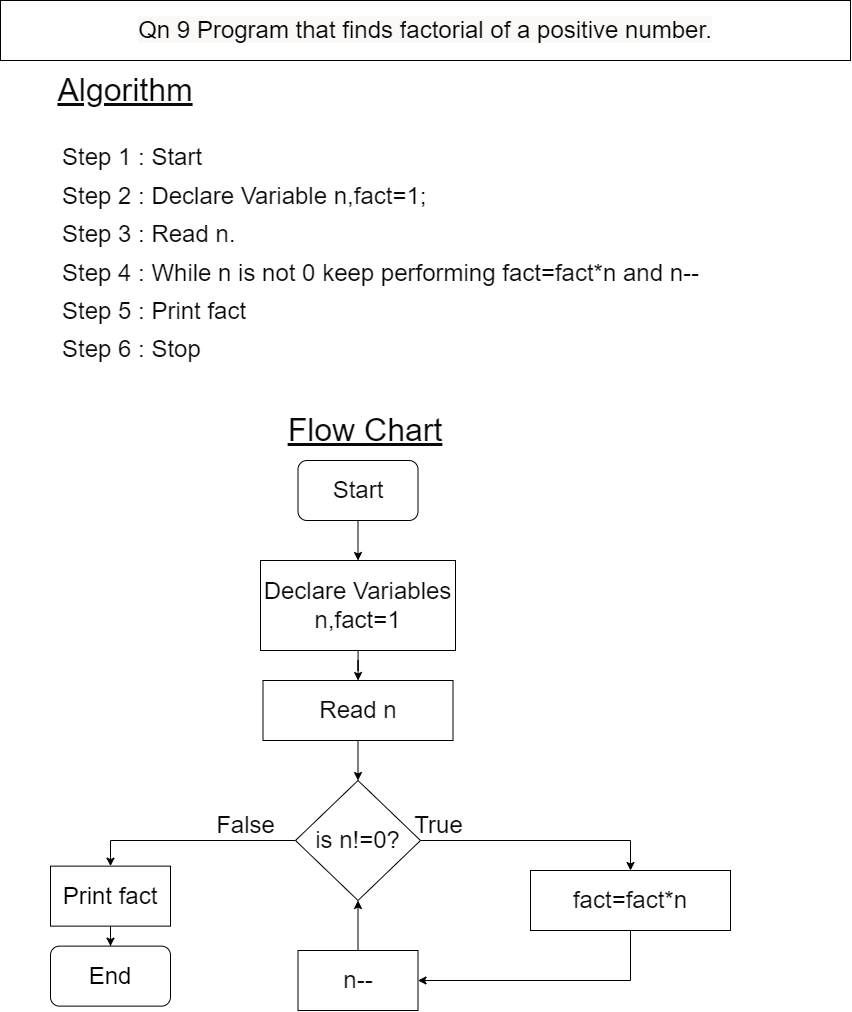 Qn 9 Program that finds factorial of a positive number.
Algorithm
Step 1 : Start
Step 2 : Declare Variable n,fact=1;
Step 3 : Read n.
Step 4 : While n is not 0 keep performing fact=fact*n and n--
Step 5 : Print fact
Step 6 : Stop
Flow Chart
Start
Declare Variables
n,fact=1
Read n
is n!=0?
False
True
Print fact
fact=fact*n
End
n--